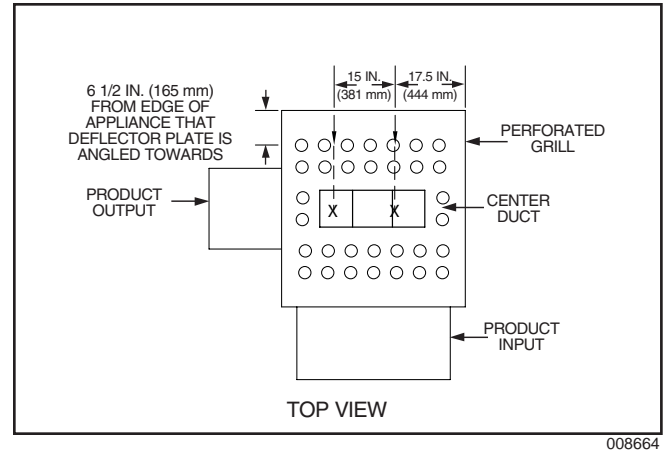 15 IN.
(381 mm)
17.5 IN.
(444 mm)
6 1/2 IN. (165 mm)
FROM EDGE OF
APPLIANCE THAT
DEFLECTOR PLATE IS
ANGLED TOWARDS
PERFORATED
GRILL
PRODUCT
OUTPUT
X
X
CENTER
DUCT
PRODUCT
INPUT
TOP VIEW
008664